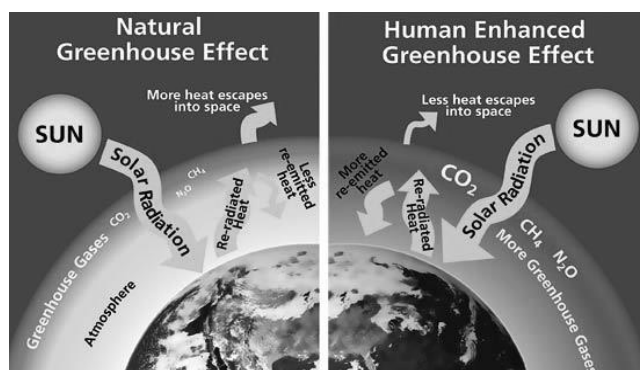 Natural
Greenhouse Effect
More heat escapes
into space
SUN
Solar Radiation
CH₄
N₂O
CO₂
Less
re-emitted
heat
Re-radiated
Heat
Greenhouse Gases
Atmosphere
Human Enhanced
Greenhouse Effect
Less heat escapes
into space
SUN
More
re-emitted
heat
CO₂
Re-radiated
Heat
Solar Radiation
CH₄
N₂O
More Greenhouse Gases